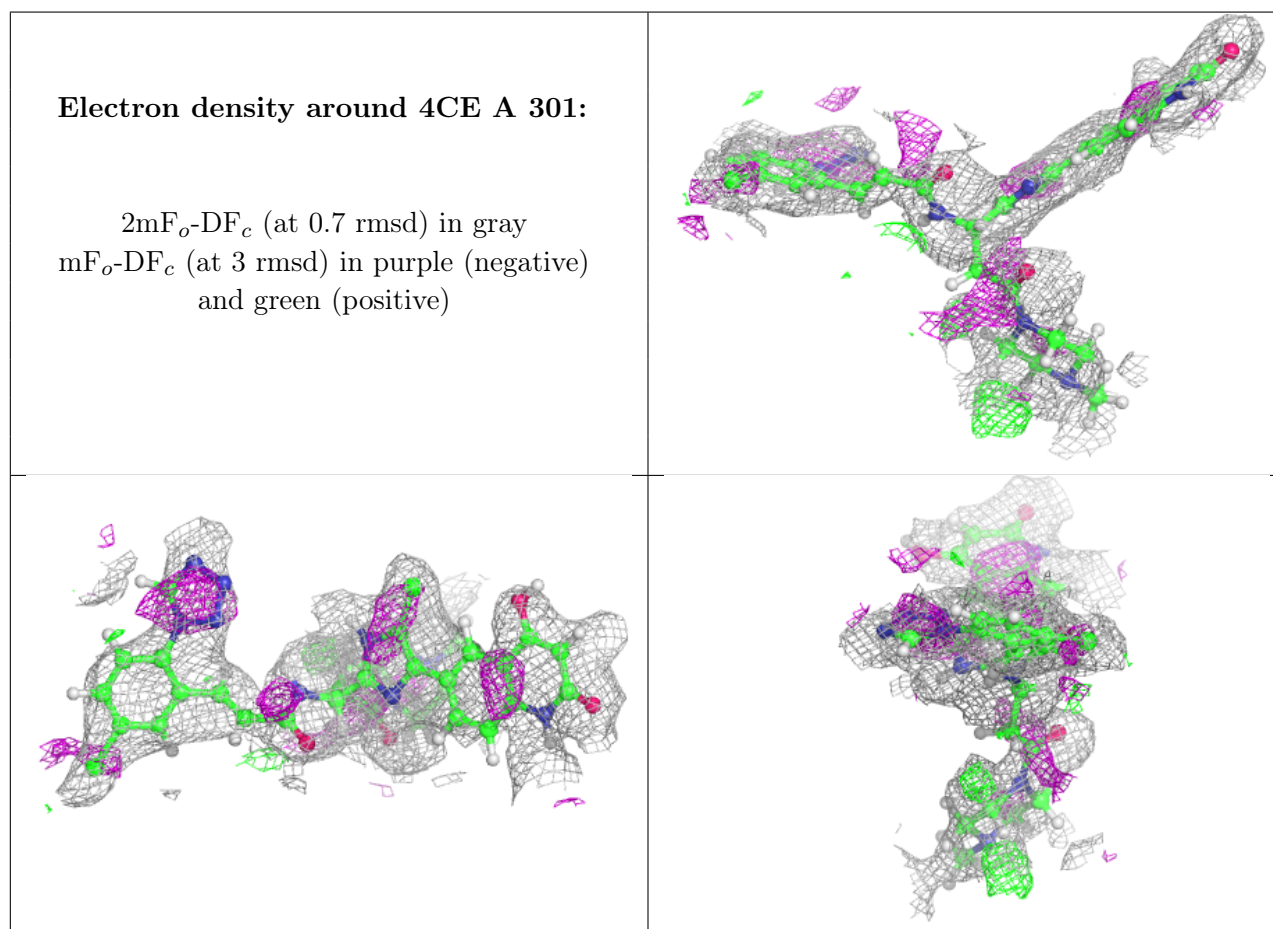 Electron density around 4CE A 301:
2mFo-DFc (at 0.7 rmsd) in gray
mFo-DFc (at 3 rmsd) in purple (negative)
and green (positive)